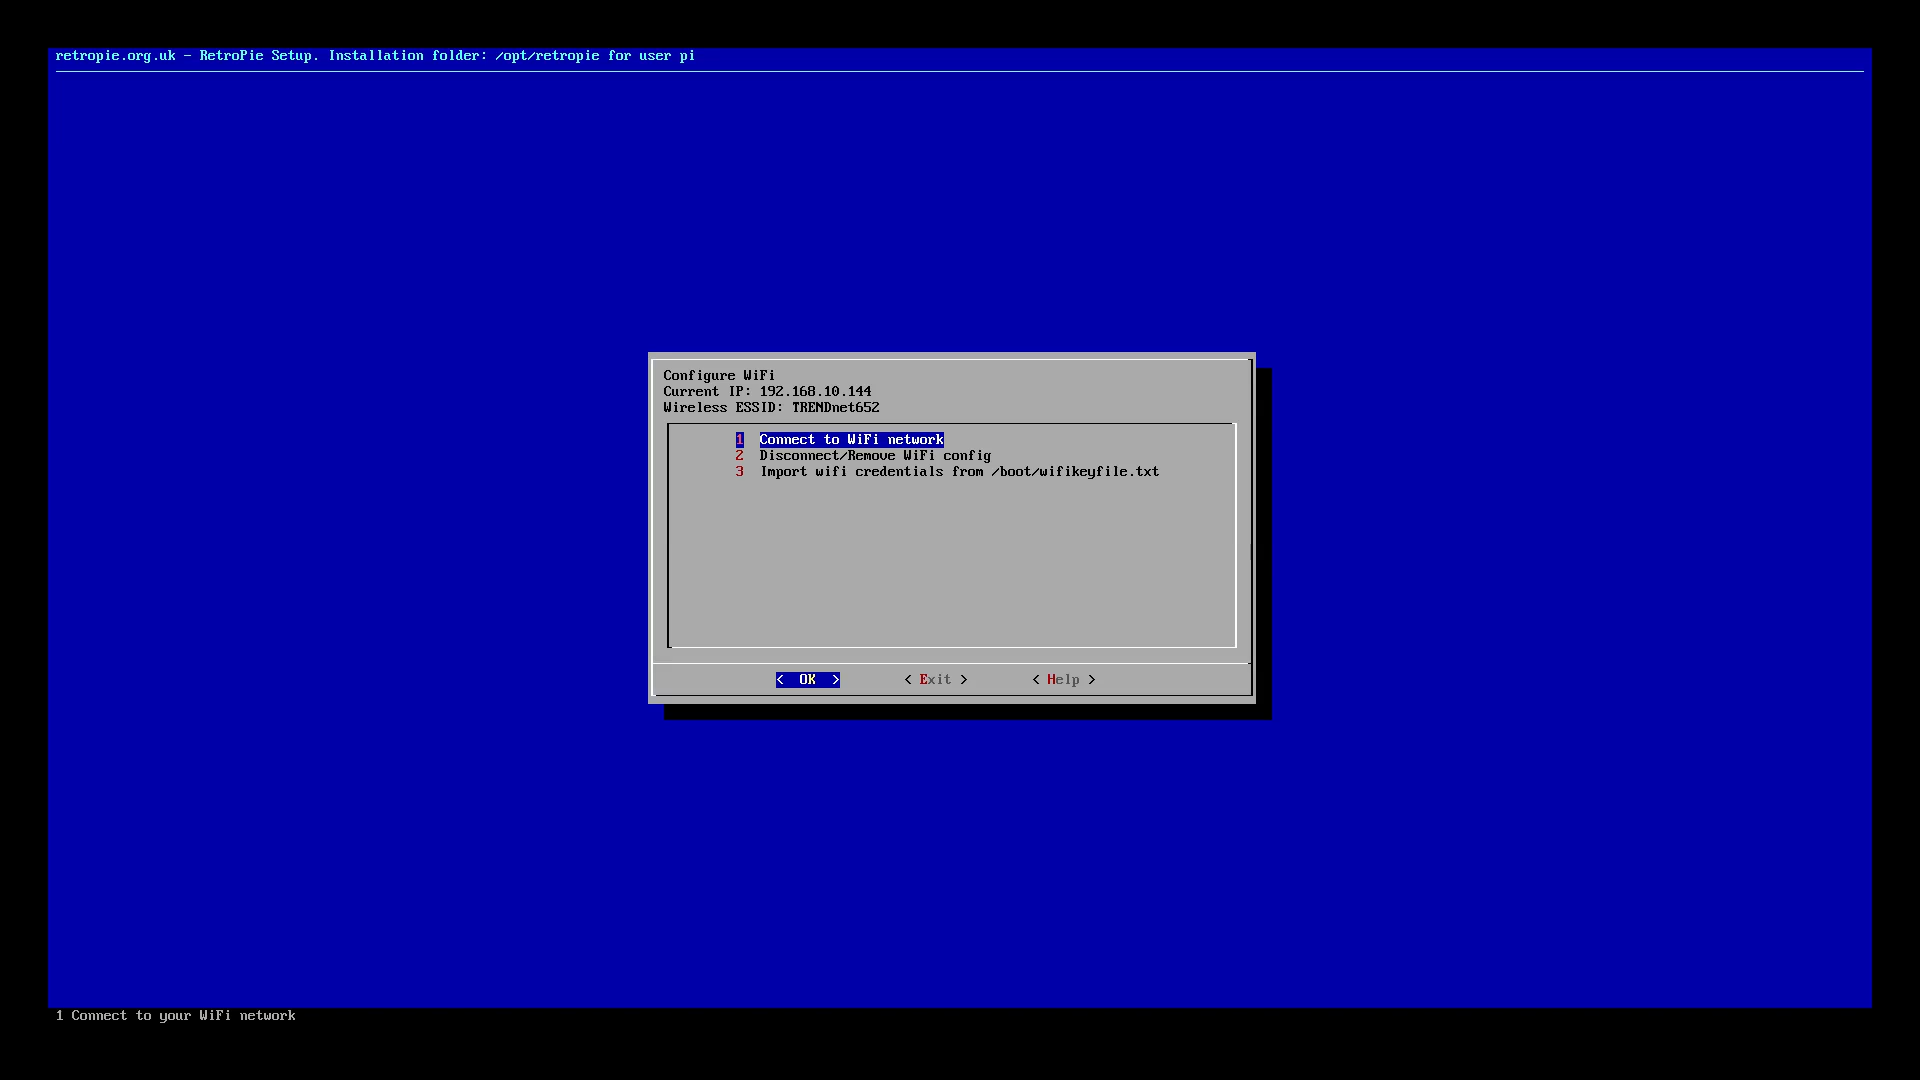 retropie.org.uk - RetroPie Setup. Installation folder: /opt/retropie for user pi
Configure WiFi
Current IP: 192.168.10.144
Wireless ESSID: TRENDnet652
1 Connect to WiFi network
2 Disconnect/Remove WiFi config
3 Import wifi credentials from /boot/wifikeyfile.txt
< OK > < Exit > < Help >
1 Connect to your WiFi network